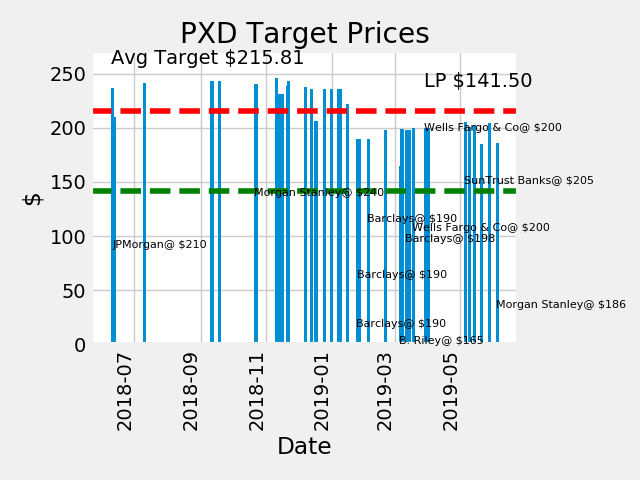 PXD Target Prices
Avg Target $215.81
LP $141.50
250
200
150
100
50
0
$
Wells Fargo & Co@ $200
SunTrust Banks@ $205
Morgan Stanley@ $240
Barclays@ $190
Wells Fargo & Co@ $200
Barclays@ $198
JPMorgan@ $210
Barclays@ $190
Morgan Stanley@ $186
Barclays@ $190
B. Riley@ $165
2018-07
2018-09
2018-11
2019-01
2019-03
2019-05
Date